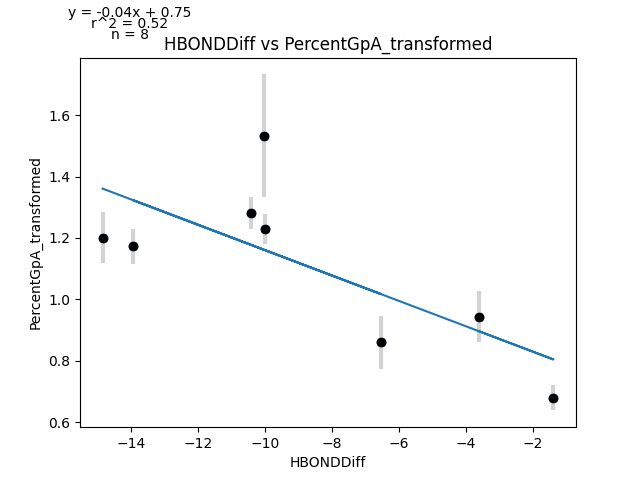 y = -0.04x + 0.75
r^2 = 0.52
n = 8
HBONDDiff vs PercentGpA_transformed
PercentGpA_transformed
1.6
1.4
1.2
1.0
0.8
0.6
−14 −12 −10 −8 −6 −4 −2
HBONDDiff